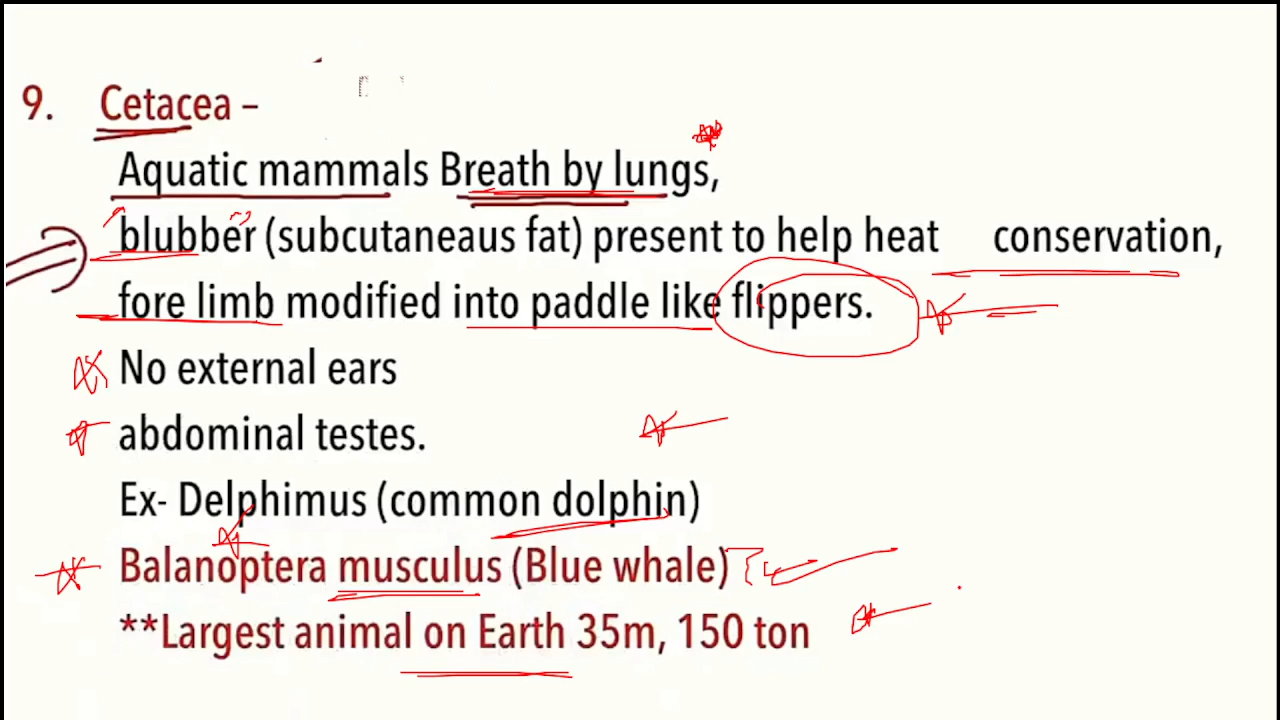 9. Cetacea –
Aquatic mammals Breath by lungs,
blubber (subcutaneaus fat) present to help heat conservation,
fore limb modified into paddle like flippers.
No external ears
abdominal testes.
Ex- Delphimus (common dolphin)
Balanoptera musculus (Blue whale)
**Largest animal on Earth 35m, 150 ton